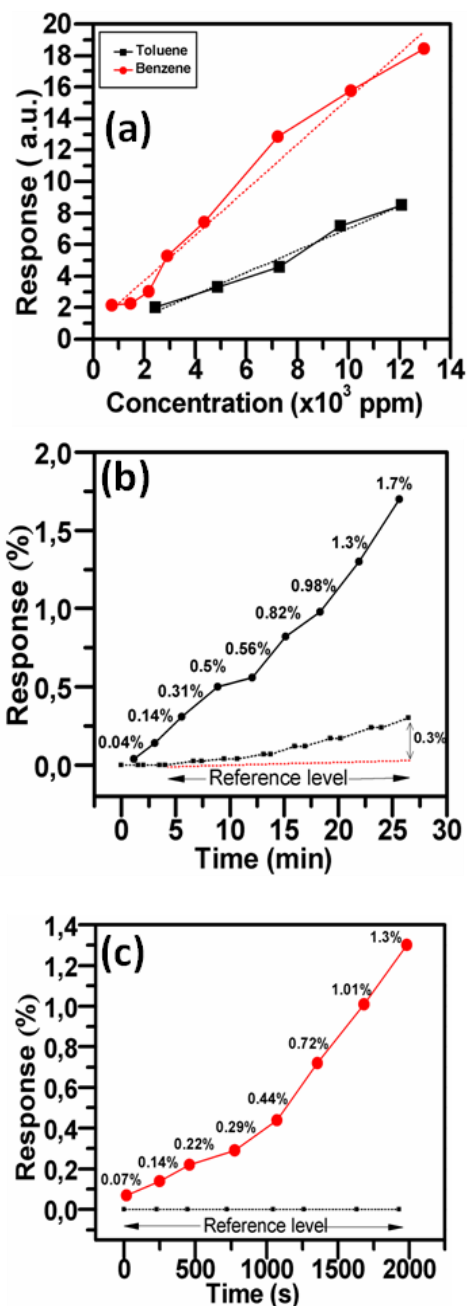 20
18
16
14
12
10
8
6
4
2
0
Response ( a.u.)
Toluene
Benzene
(a)
0 2 4 6 8 10 12 14
Concentration (x10³ ppm)
2,0
1,5
1,0
0,5
0,0
Response (%)
(b)
1.7%
1.3%
0.98%
0.82%
0.56%
0.5%
0.31%
0.14%
0.04%
0.3%
Reference level
0 5 10 15 20 25 30
Time (min)
1,4
1,2
1,0
0,8
0,6
0,4
0,2
0,0
Response (%)
(c)
1.3%
1.01%
0.72%
0.44%
0.29%
0.22%
0.14%
0.07%
Reference level
0 500 1000 1500 2000
Time (s)